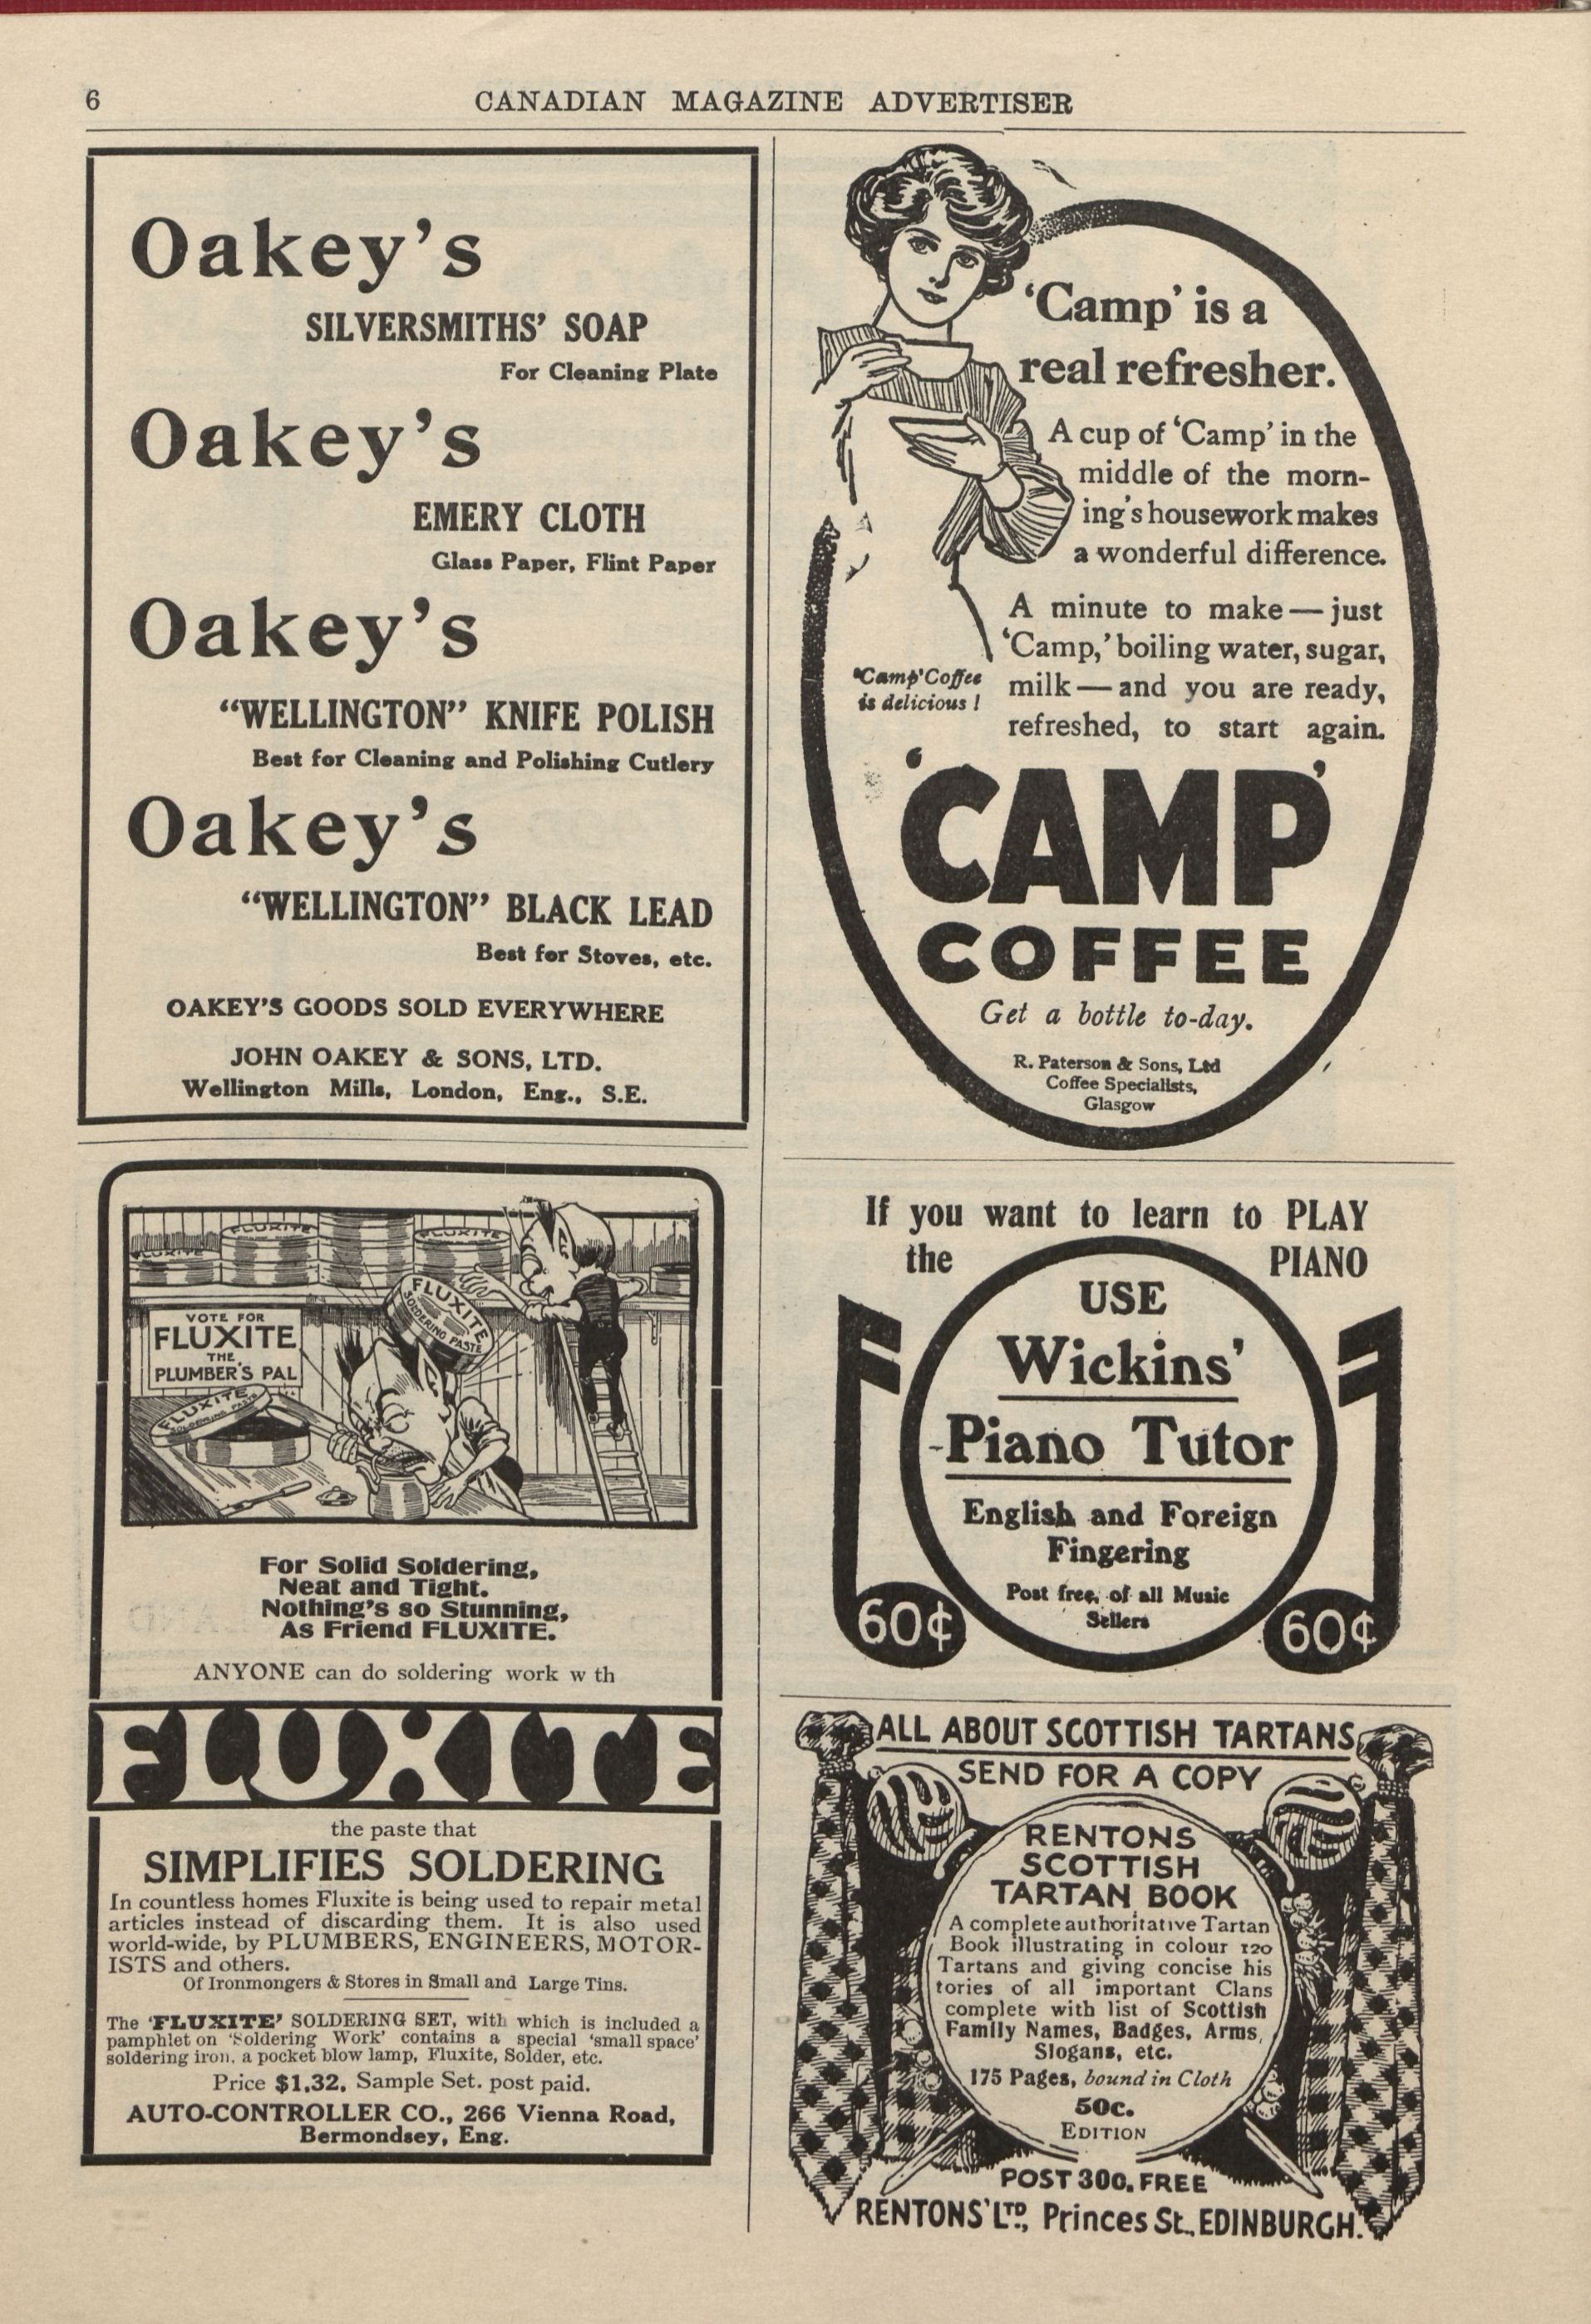 6
CANADIAN MAGAZINE ADVERTISER
Oakey's
SILVERSMITHS' SOAP
For Cleaning Plate
Oakey's
EMERY CLOTH
Glass Paper, Flint Paper
Oakey's
"WELLINGTON" KNIFE POLISH
Best for Cleaning and Polishing Cutlery
Oakey's
"WELLINGTON" BLACK LEAD
Best for Stoves, etc.
OAKEY'S GOODS SOLD EVERYWHERE
JOHN OAKEY & SONS, LTD.
Wellington Mills, London, Eng., S.E.
FLUXITE
FLUXITE
FLUXITE
FLUXITE
SOLDERING PASTE
VOTE FOR
FLUXITE
THE
PLUMBER'S PAL
FLUXITE
SOLDERING PASTE
For Solid Soldering,
Neat and Tight.
Nothing's so Stunning,
As Friend FLUXITE.
ANYONE can do soldering work w th
FLUXITE
the paste that
SIMPLIFIES SOLDERING
In countless homes Fluxite is being used to repair metal
articles instead of discarding them. It is also used
world-wide, by PLUMBERS, ENGINEERS, MOTOR-
ISTS and others.
Of Ironmongers & Stores in Small and Large Tins.
The 'FLUXITE' SOLDERING SET, with which is included a
pamphlet on 'Soldering Work' contains a special 'small space'
soldering iron, a pocket blow lamp, Fluxite, Solder, etc.
Price $1.32, Sample Set. post paid.
AUTO-CONTROLLER CO., 266 Vienna Road,
Bermondsey, Eng.
'Camp' is a
real refresher.
A cup of 'Camp' in the
middle of the morn-
ing's housework makes
a wonderful difference.
A minute to make — just
'Camp,' boiling water, sugar,
milk — and you are ready,
refreshed, to start again.
'Camp' Coffee
is delicious!
'CAMP'
COFFEE
Get a bottle to-day.
R. Paterson & Sons, Ltd
Coffee Specialists,
Glasgow
If you want to learn to PLAY
the PIANO
USE
Wickins'
Piano Tutor
English and Foreign
Fingering
Post free, of all Music
Sellers
60¢
60¢
ALL ABOUT SCOTTISH TARTANS
SEND FOR A COPY
RENTONS
SCOTTISH
TARTAN BOOK
A complete authoritative Tartan
Book illustrating in colour 120
Tartans and giving concise his
tories of all important Clans
complete with list of Scottish
Family Names, Badges, Arms,
Slogans, etc.
175 Pages, bound in Cloth
50c.
EDITION
POST 300. FREE
RENTONS' LTD., Princes St., EDINBURGH.